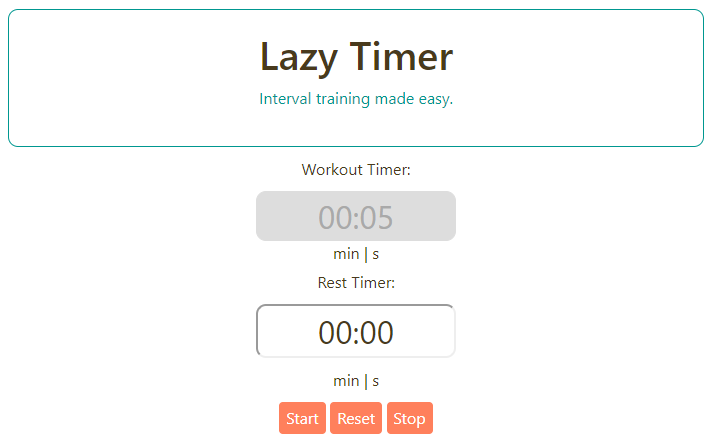 Lazy Timer
Interval training made easy.
Workout Timer:
00:05
min | s
Rest Timer:
00:00
min | s
Start Reset Stop